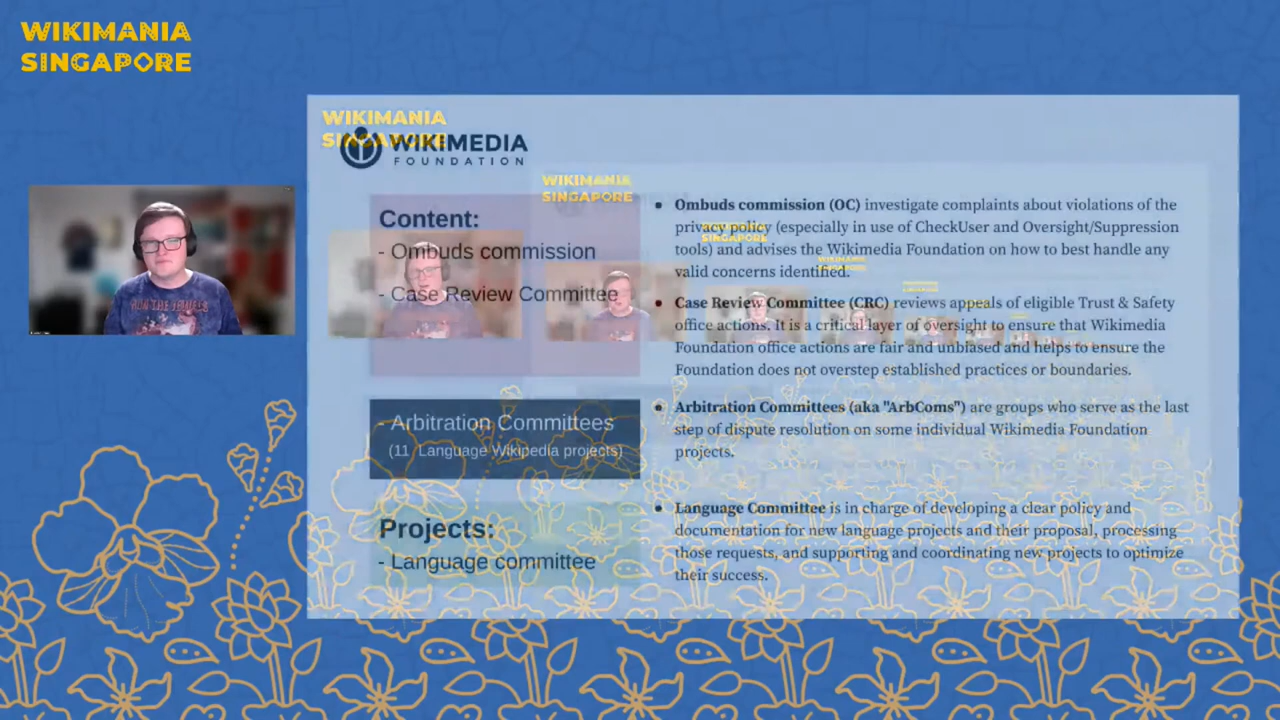 WIKIMANIA
SINGAPORE
WIKIMANIA
SINGAPORE
WIKIMEDIA
FOUNDATION
WIKIMANIA
SINGAPORE
Content:
- Ombuds commission
- Case Review Committee
- Arbitration Committees
(11 Language Wikipedia projects)
Projects:
- Language committee
• Ombuds commission (OC) investigate complaints about violations of the
privacy policy (especially in use of CheckUser and Oversight/Suppression
tools) and advises the Wikimedia Foundation on how to best handle any
valid concerns identified.
• Case Review Committee (CRC) reviews appeals of eligible Trust & Safety
office actions. It is a critical layer of oversight to ensure that Wikimedia
Foundation office actions are fair and unbiased and helps to ensure the
Foundation does not overstep established practices or boundaries.
• Arbitration Committees (aka "ArbComs") are groups who serve as the last
step of dispute resolution on some individual Wikimedia Foundation
projects.
• Language Committee is in charge of developing a clear policy and
documentation for new language projects and their proposal, processing
those requests, and supporting and coordinating new projects to optimize
their success.
WIKIMANIA
SINGAPORE
RUN THE JEWELS